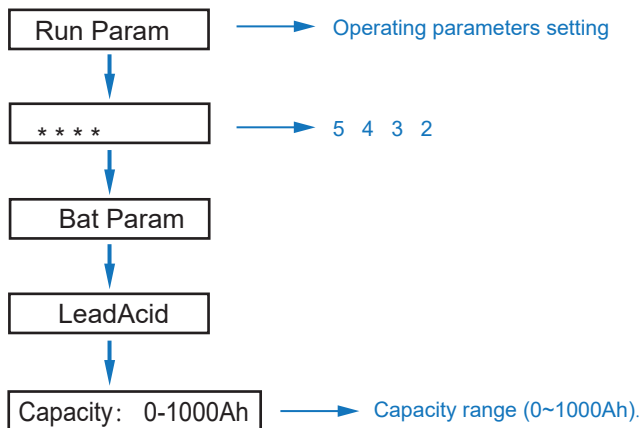 Run Param Operating parameters setting
* * * * 5 4 3 2
Bat Param
LeadAcid
Capacity: 0-1000Ah Capacity range (0~1000Ah).